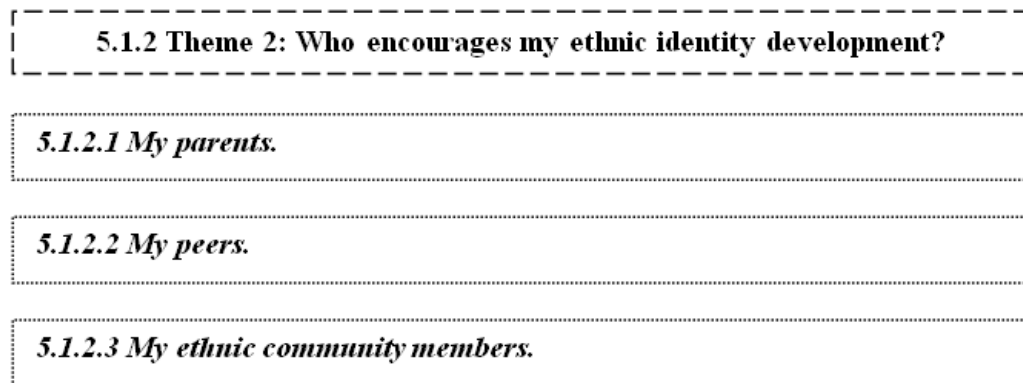 5.1.2 Theme 2: Who encourages my ethnic identity development?
5.1.2.1 My parents.
5.1.2.2 My peers.
5.1.2.3 My ethnic community members.